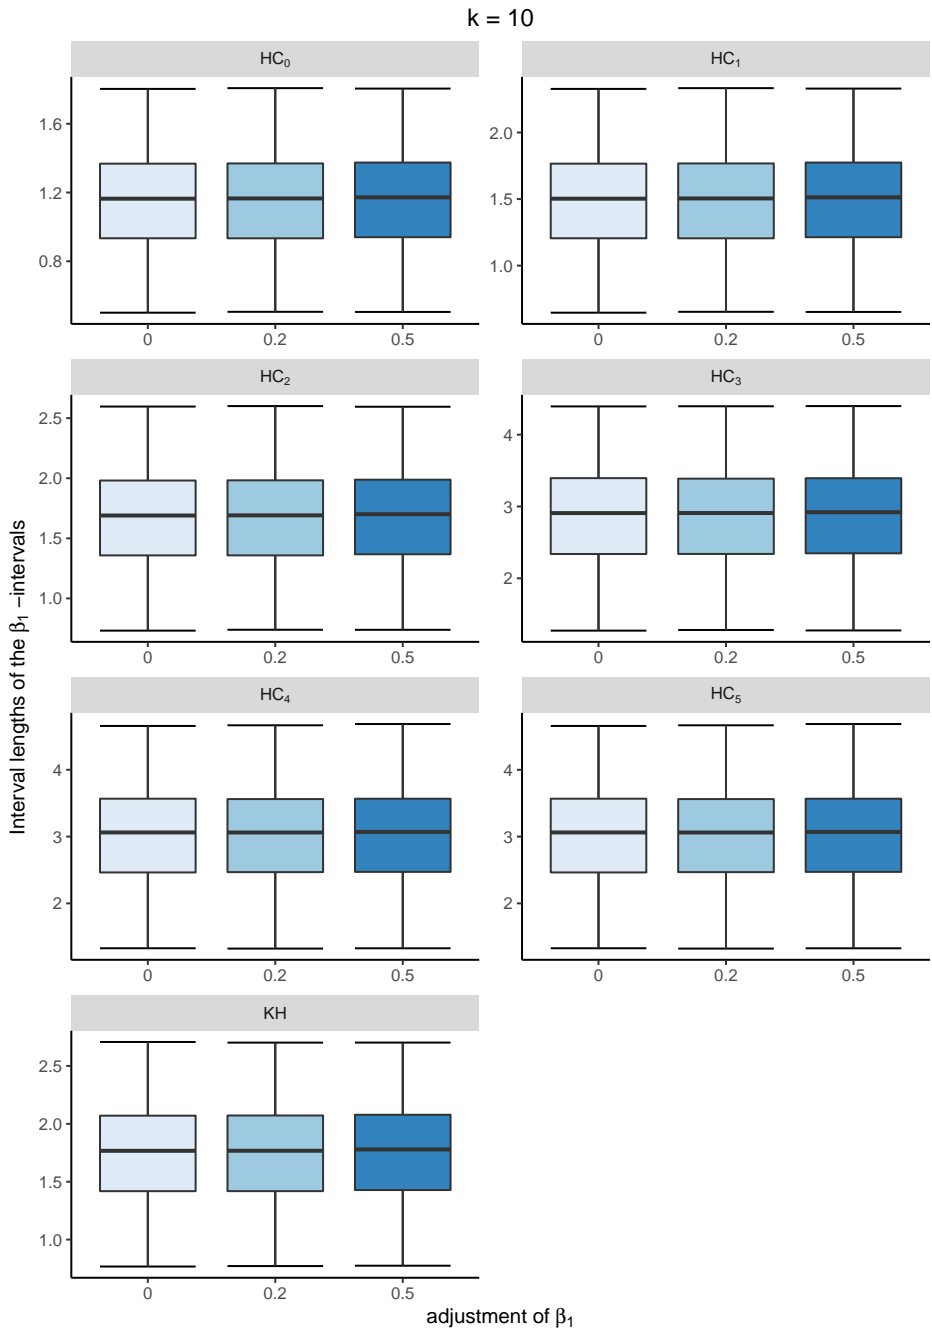 k = 10
HC₀
HC₁
1.6
1.2
0.8
2.0
1.5
1.0
0 0.2 0.5
0 0.2 0.5
HC₂
HC₃
2.5
2.0
1.5
1.0
4
3
2
0 0.2 0.5
0 0.2 0.5
Interval lengths of the β₁ −intervals
HC₄
HC₅
4
3
2
4
3
2
0 0.2 0.5
0 0.2 0.5
KH
2.5
2.0
1.5
1.0
0 0.2 0.5
adjustment of β₁